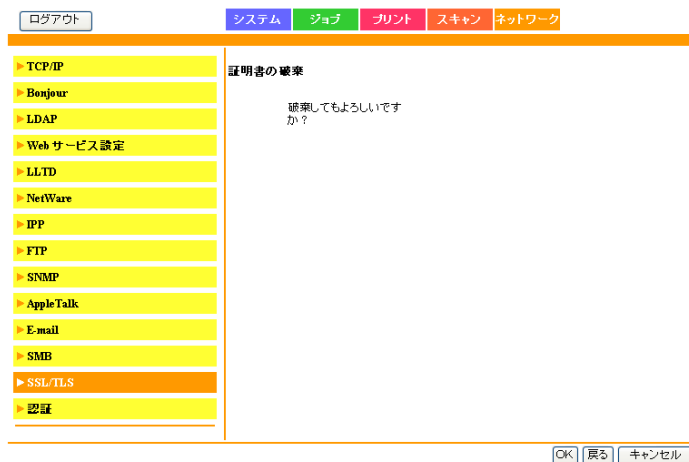 ログアウト
システム
ジョブ
プリント
スキャン
ネットワーク
TCP/IP
Bonjour
LDAP
Web サービス設定
LLTD
NetWare
IPP
FTP
SNMP
AppleTalk
E-mail
SMB
SSL/TLS
認証
証明書の破棄
破棄してもよろしいです
か？
OK
戻る
キャンセル